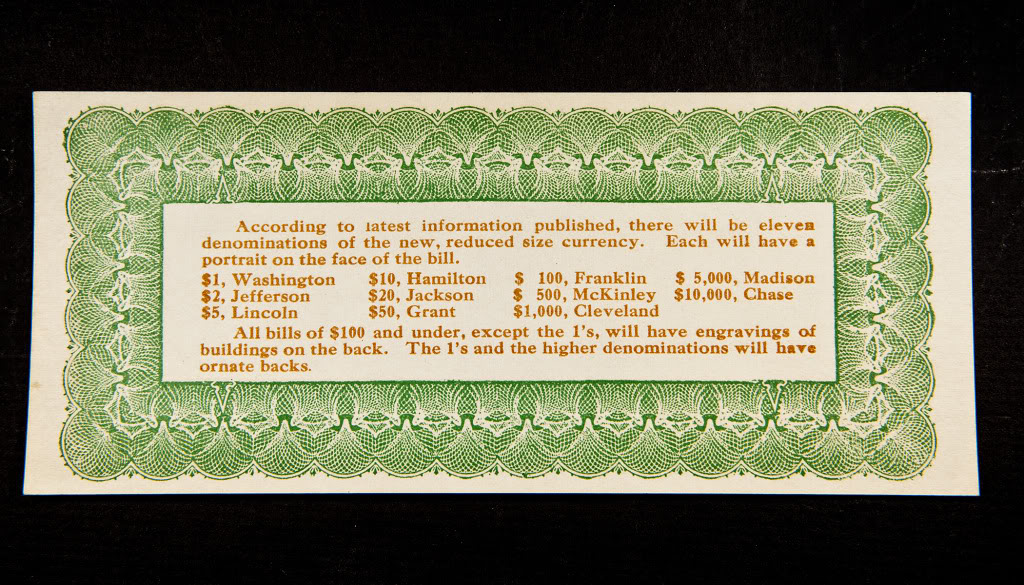 According to latest information published, there will be eleven
denominations of the new, reduced size currency. Each will have a
portrait on the face of the bill.
$1, Washington $10, Hamilton $ 100, Franklin $ 5,000, Madison
$2, Jefferson $20, Jackson $ 500, McKinley $10,000, Chase
$5, Lincoln $50, Grant $1,000, Cleveland
All bills of $100 and under, except the 1's, will have engravings of
buildings on the back. The 1's and the higher denominations will have
ornate backs.